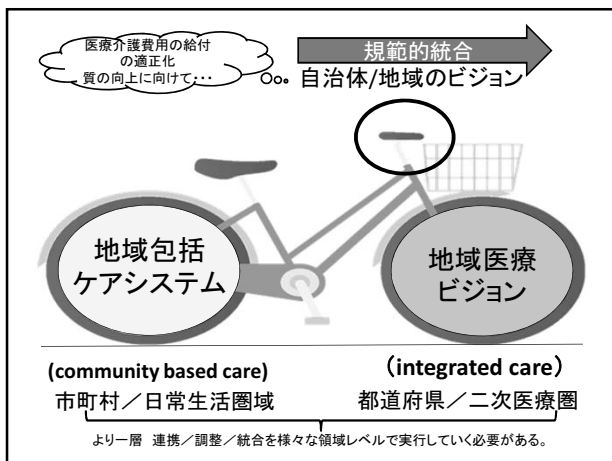 医療介護費用の給付
の適正化
質の向上に向けて・・・
規範的統合
自治体/地域のビジョン
地域包括
ケアシステム
地域医療
ビジョン
(community based care)
（integrated care）
市町村／日常生活圏域
都道府県／二次医療圏
より一層 連携／調整／統合を様々な領域レベルで実行していく必要がある。